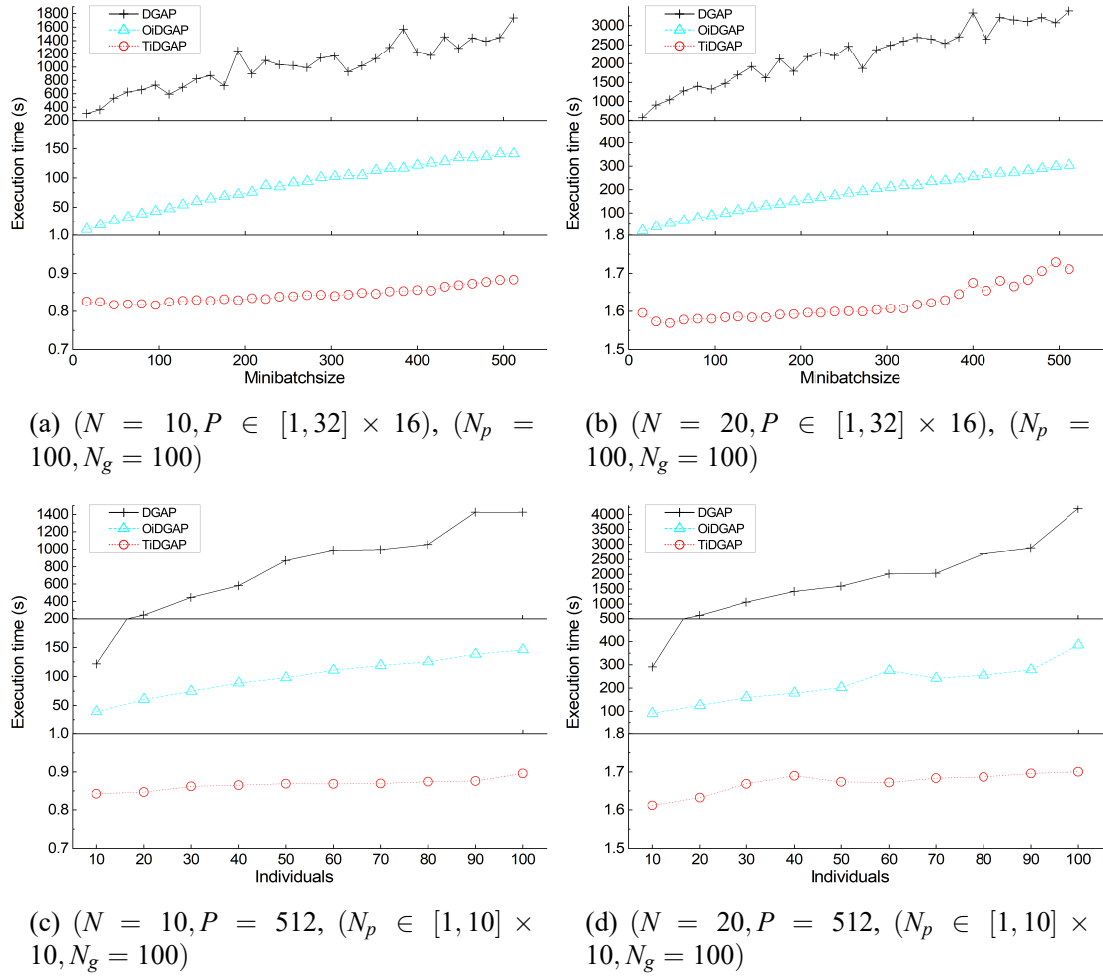 DGAP
OiDGAP
TiDGAP
Execution time (s)
1800
1600
1400
1200
1000
800
600
400
200
150
100
50
1.0
0.9
0.8
0.7
0 100 200 300 400 500
Minibatchsize
DGAP
OiDGAP
TiDGAP
Execution time (s)
3000
2500
2000
1500
1000
500
400
300
200
100
1.8
1.7
1.6
1.5
0 100 200 300 400 500
Minibatchsize
(a) (N = 10, P ∈ [1, 32] × 16), (N_p =
100, N_g = 100)
(b) (N = 20, P ∈ [1, 32] × 16), (N_p =
100, N_g = 100)
DGAP
OiDGAP
TiDGAP
Execution time (s)
1400
1200
1000
800
600
400
200
150
100
50
1.0
0.9
0.8
0.7
10 20 30 40 50 60 70 80 90 100
Individuals
DGAP
OiDGAP
TiDGAP
Execution time (s)
4000
3500
3000
2500
2000
1500
1000
500
400
300
200
100
1.8
1.7
1.6
1.5
10 20 30 40 50 60 70 80 90 100
Individuals
(c) (N = 10, P = 512, (N_p ∈ [1, 10] ×
10, N_g = 100)
(d) (N = 20, P = 512, (N_p ∈ [1, 10] ×
10, N_g = 100)